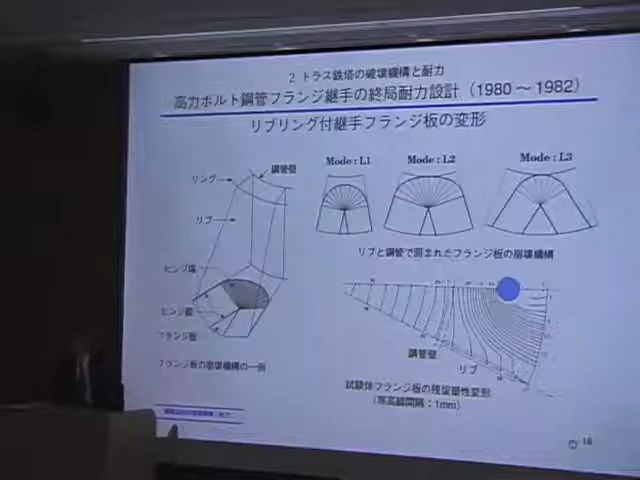 2 トラス鉄塔の破壊機構と耐力
高力ボルト鋼管フランジ継手の終局耐力設計（1980 ～ 1982）
リブリング付継手フランジ板の変形
Mode : L1
Mode : L2
Mode : L3
リング
鋼管壁
リブ
リブと鋼管で囲まれたフランジ板の崩壊機構
ヒンジ線
フランジ板
フランジ板の崩壊機構の一例
鋼管壁
リブ
試験体フランジ板の残留塑性変形
（等高線間隔：1mm）
16